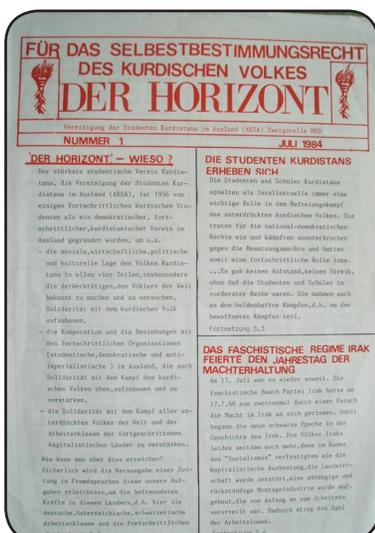 FÜR DAS SELBESTBESTIMMUNGSRECHT
DES KURDISCHEN VOLKES
DER HORIZONT
Vereinigung der Studenten Kurdistans im Ausland (AKSA) Zweigstelle BRD
NUMMER 1 JULI 1984
'DER HORIZONT' – WIESO ?
Der stärkste studentische Verein Kurdis-
tans, die Vereinigung der Studenten Kur-
distans im Ausland (AKSA), ist 1956 von
einigen fortschrittlichen kurdischen Stu-
denten als ein demokratischer, fort-
schrittlicher, kurdistanischer Verein in
Ausland gegründet worden, um u.a.
- die soziale, wirtschaftliche, politische
und kulturelle Lage des Volkes Kurdis-
tans in allen vier Teilen, insbesondere
die derWerktätigen, den Völkern der Welt
bekannt zu machen und zu versuchen,
Solidarität mit dem kurdischen Volk
aufzubauen,
- die Kooperation und die Beziehungen mit
den fortschrittlichen Organisationen
(studentische, demokratische und anti-
imperialistische ) im Ausland, die auch
Solidarität mit dem Kampf des kurdi-
schen Volkes üben, aufzubauen und zu
verstärken,
- die Solidarität mit dem Kampf aller un-
terdrückten Völker der Welt und der
Arbeiterklasse der fortgeschrittenen
kapitalistischen Länder zu verstärken.
Wie kann man aber dies erreichen?
Sicherlich wird die Herausgabe einer Zei-
tung in Fremdsprachen diese unsere Auf-
gaben erleichtern, um die befreundeten
Kräfte in diesen Ländern, d.h. hier die
deutsche, österreichische, schweizerische
Arbeiterklasse und die fortschrittlichen
DIE STUDENTEN KURDISTANS
ERHEBEN SICH
Die Studenten und Schüler Kurdistans
spielten als Intelektuelle immer eine
wichtige Rolle in dem Befreiungskampf
des unterdrückten kurdischen Volkes. Sie
traten für die national-demokratischen
Rechte ein und kämpften ununterbrochen
gegen die Besatzungsmächte und hatten
somit eine fortschrittliche Rolle inne.
...Es gab keinen Aufstand, keinen Streik,
ohne daß die Studenten und Schüler in
vorderster Reihe waren. Sie nahmen auch
an den heldenhaften Kämpfen, d.h. an dem
bewaffneten Kämpfen teil.
Fortsetzung S.3
DAS FASCHISTISCHE REGIME IRAK
FEIERTE DEN JAHRESTAG DER
MACHTERHALTUNG
Am 17. Juli war es wieder soweit. Die
faschistische Baath Partei Irak hatte am
17.7.68 zum zweitenmal durch einen Putsch
die Macht im Irak an sich gerissen. Somit
begann die neue schwarze Epoche in der
Geschichte des Irak. Die Völker Iraks
leiden seitdem noch mehr, denn im Namen
des "Sozialismus" verfestigten sie die
kapitalistische Ausbeutung, die Landwirt-
schaft wurde zerstört, eine abhängige und
rückständige Montageindustrie wurde auf-
gebaut, die von Anfang an zum Scheitern
verurteilt war. Dadurch stieg die Zahl
der Arbeitslosen.